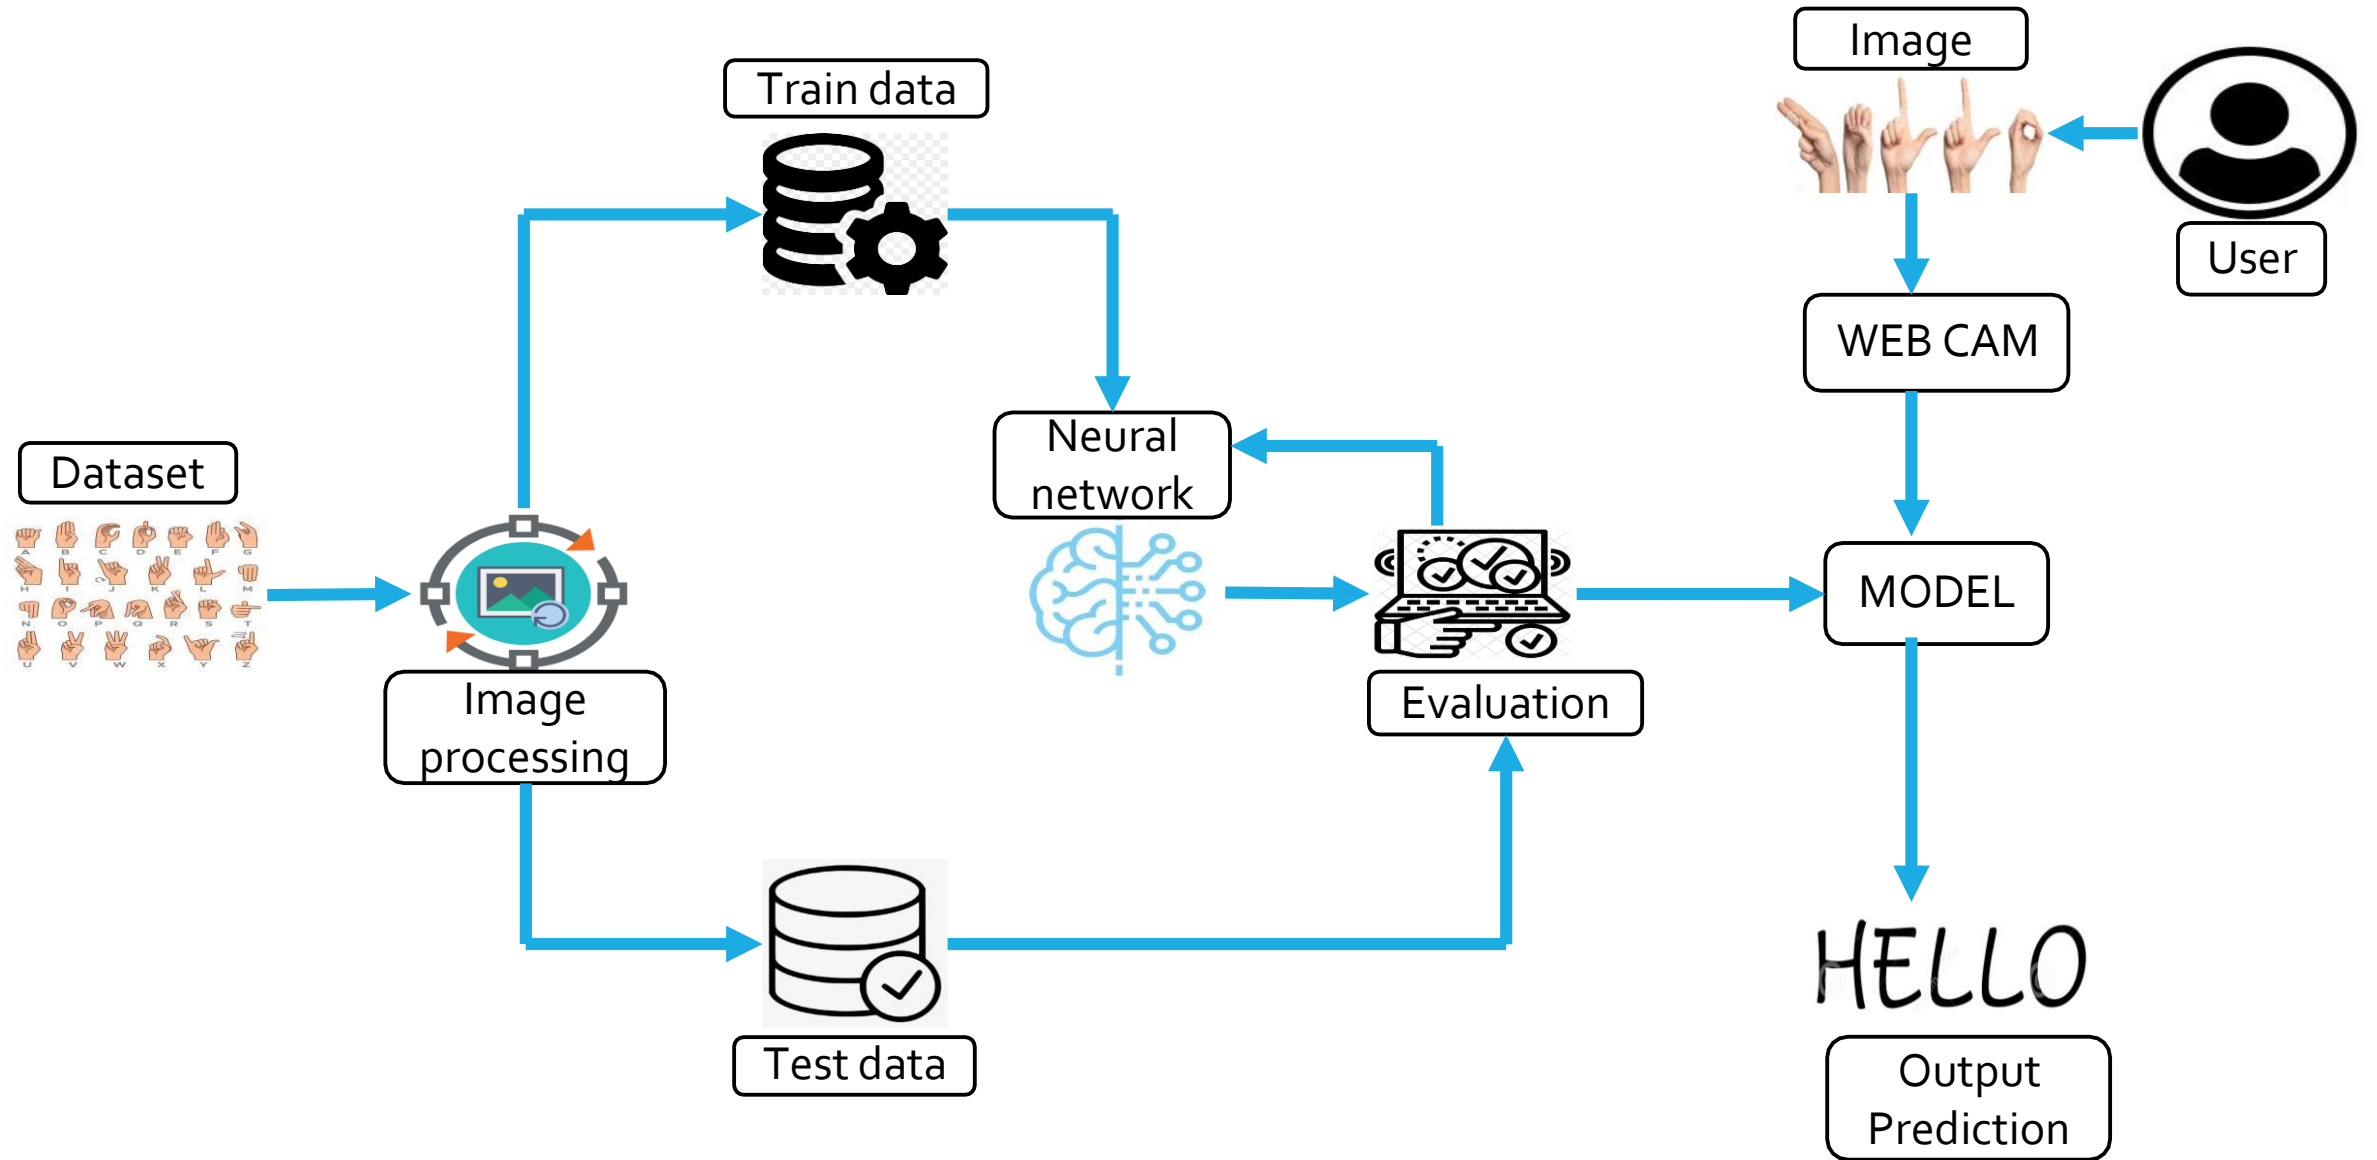 Image
Train data
User
WEB CAM
Neural
network
Dataset
A B C D E F G
H I J K L M
N O P Q R S T
U V W X Y Z
MODEL
Image
processing
Evaluation
HELLO
Test data
Output
Prediction